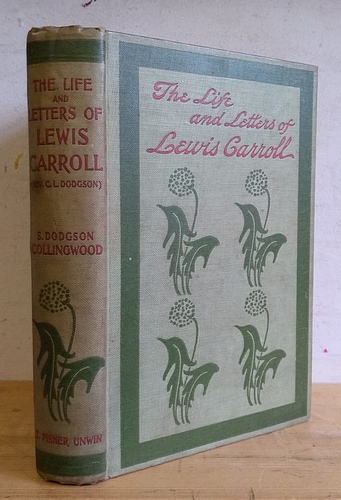 THE LIFE
AND
LETTERS OF
LEWIS
CARROLL
(REV. C. L. DODGSON)
S. DODGSON
COLLINGWOOD
T. FISHER UNWIN
The Life
and Letters of
Lewis Carroll